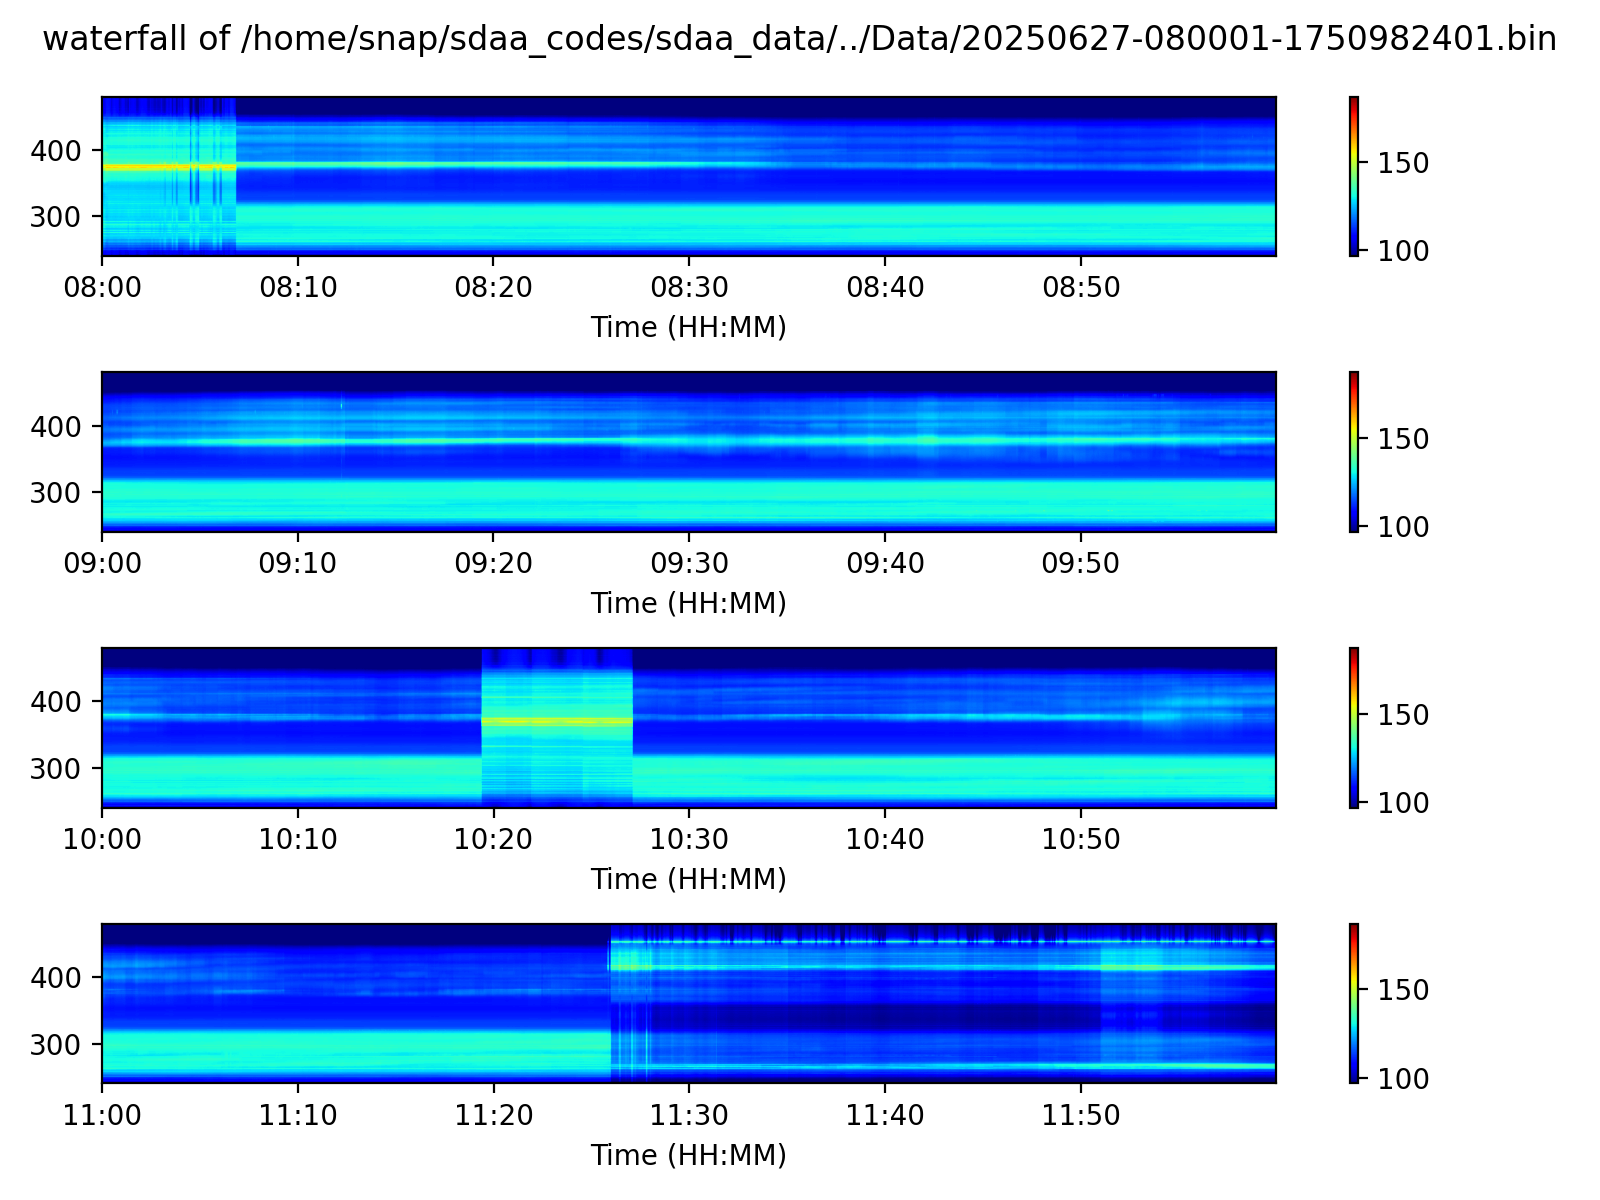 waterfall of /home/snap/sdaa_codes/sdaa_data/../Data/20250627-080001-1750982401.bin
400
300
150
100
08:00 08:10 08:20 08:30 08:40 08:50
Time (HH:MM)
400
300
150
100
09:00 09:10 09:20 09:30 09:40 09:50
Time (HH:MM)
400
300
150
100
10:00 10:10 10:20 10:30 10:40 10:50
Time (HH:MM)
400
300
150
100
11:00 11:10 11:20 11:30 11:40 11:50
Time (HH:MM)